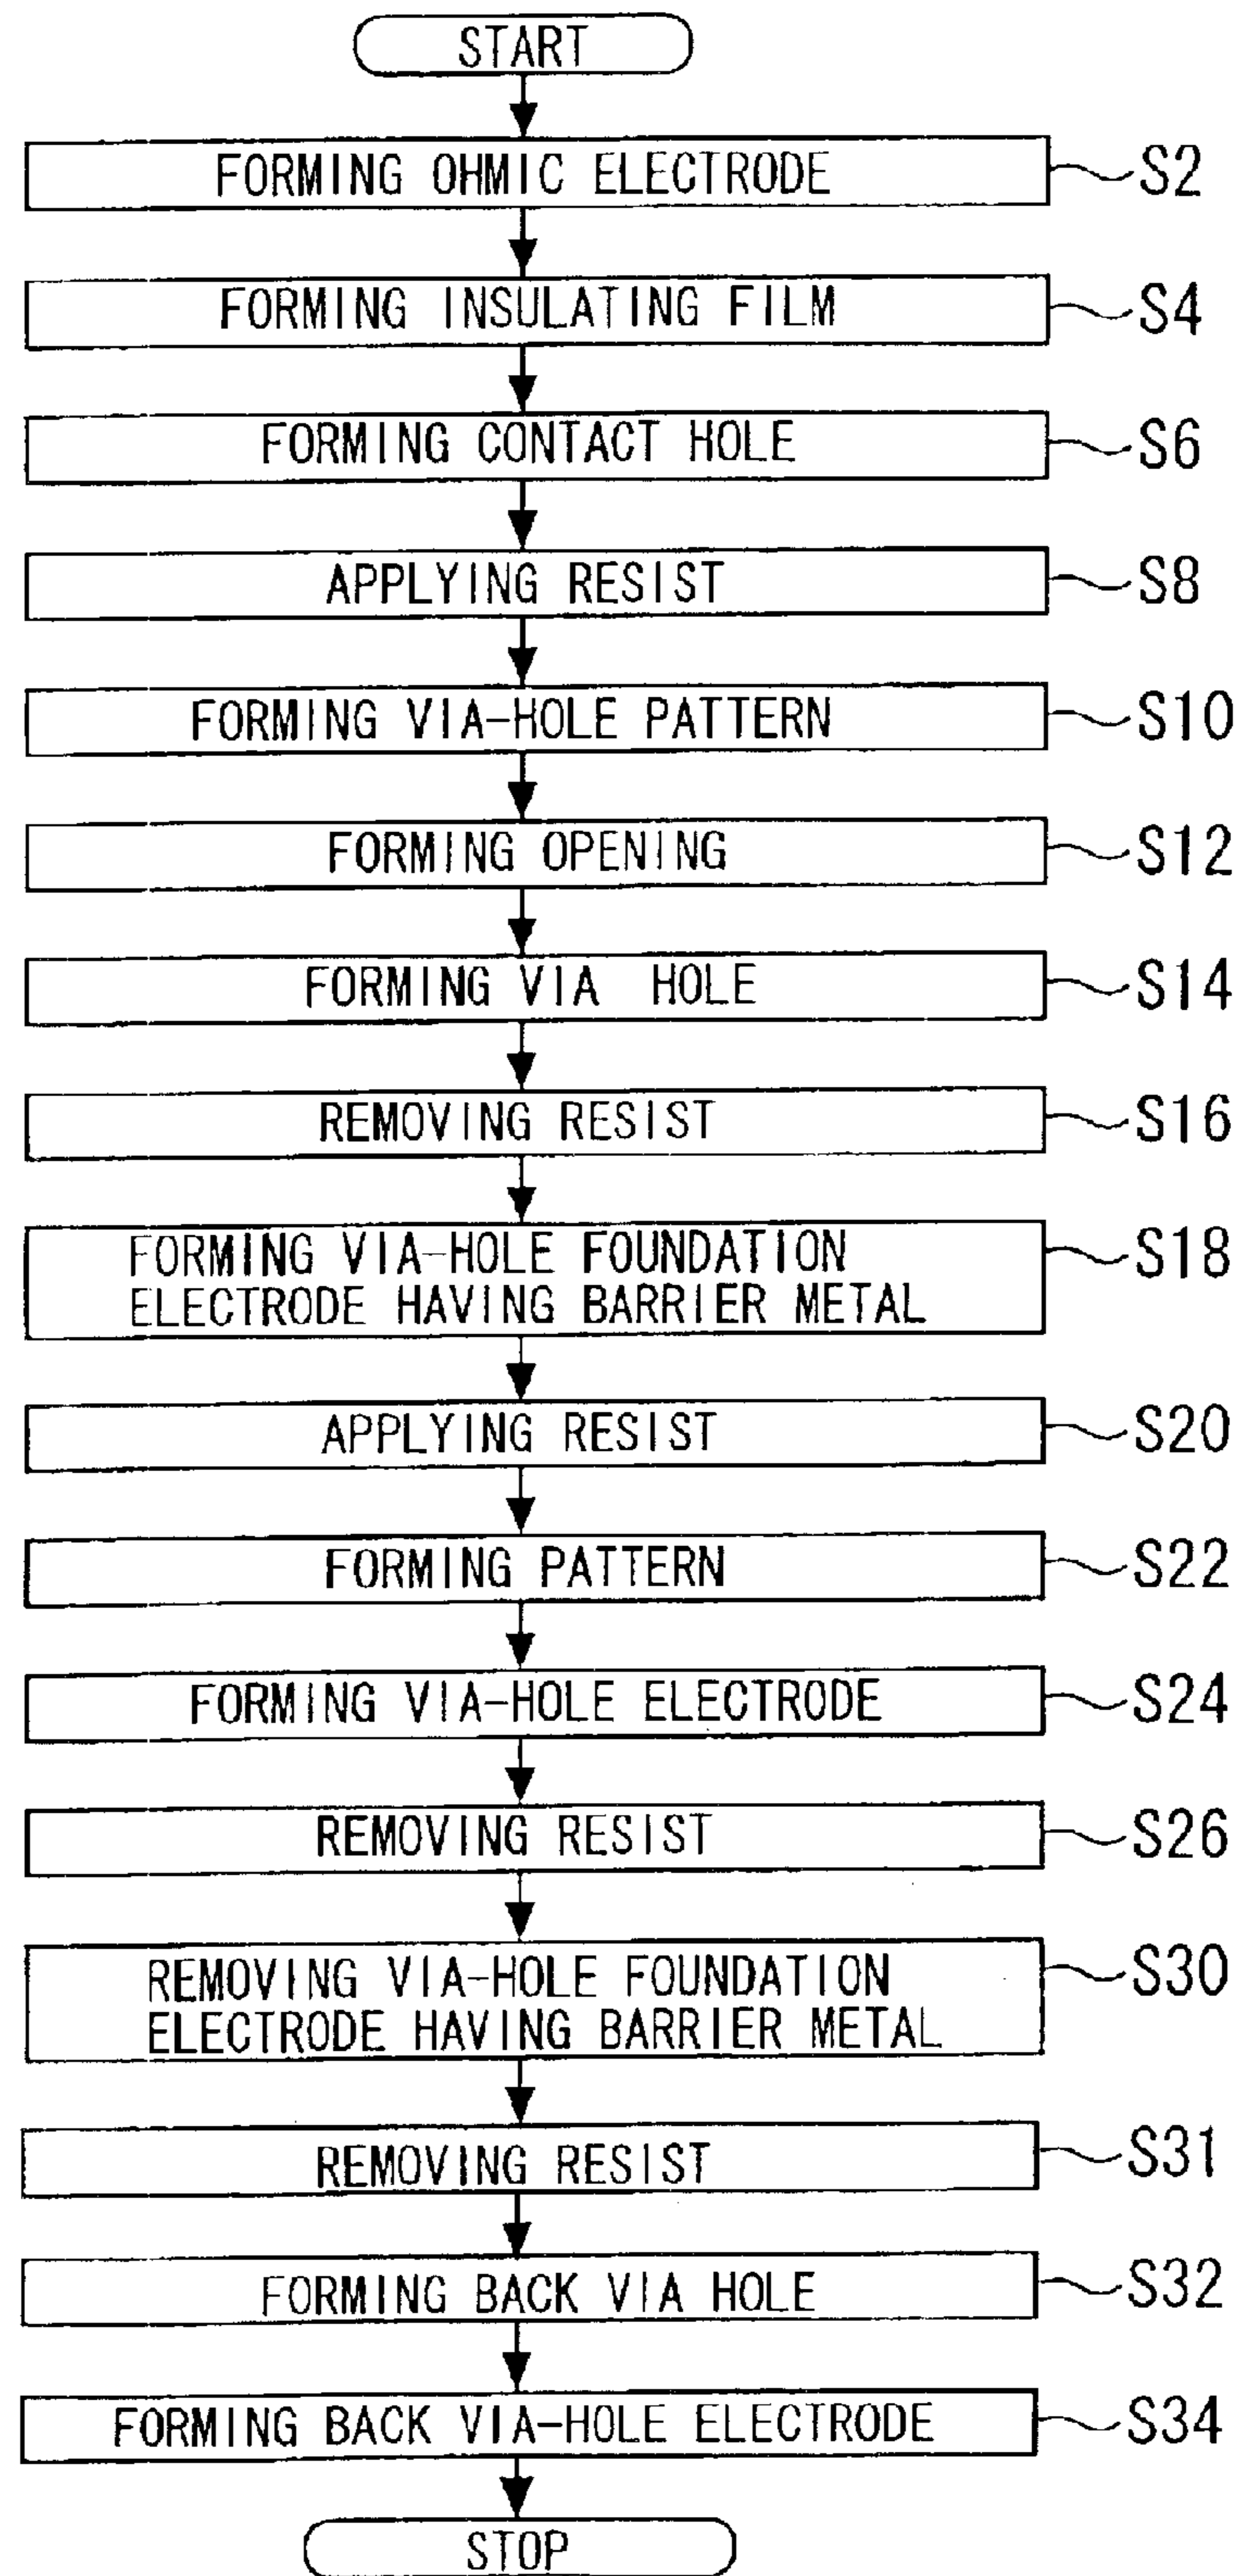 START
FORMING OHMIC ELECTRODE
S2
FORMING INSULATING FILM
S4
FORMING CONTACT HOLE
S6
APPLYING RESIST
S8
FORMING VIA-HOLE PATTERN
S10
FORMING OPENING
S12
FORMING VIA HOLE
S14
REMOVING RESIST
S16
FORMING VIA-HOLE FOUNDATION
ELECTRODE HAVING BARRIER METAL
S18
APPLYING RESIST
S20
FORMING PATTERN
S22
FORMING VIA-HOLE ELECTRODE
S24
REMOVING RESIST
S26
REMOVING VIA-HOLE FOUNDATION
ELECTRODE HAVING BARRIER METAL
S30
REMOVING RESIST
S31
FORMING BACK VIA HOLE
S32
FORMING BACK VIA-HOLE ELECTRODE
S34
STOP